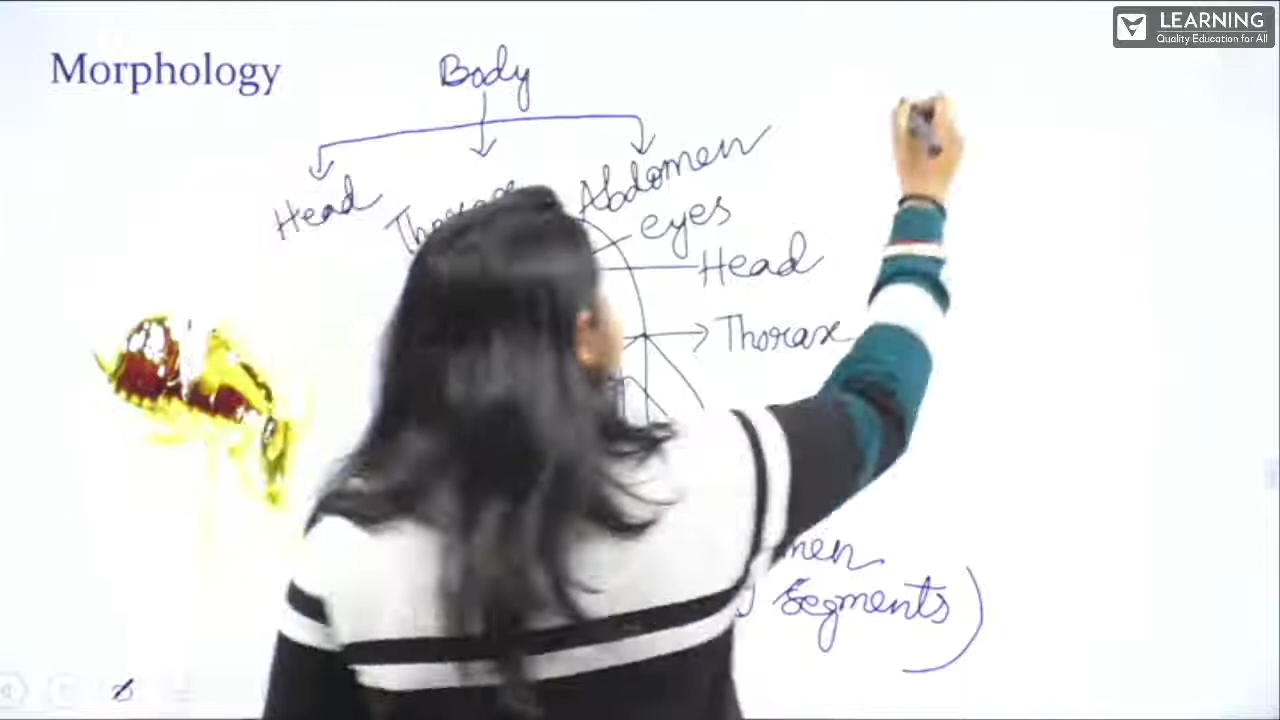 LEARNING
Quality Education for All
Morphology
Body
Head Abdomen
eyes
Head
Thorax
Segments)